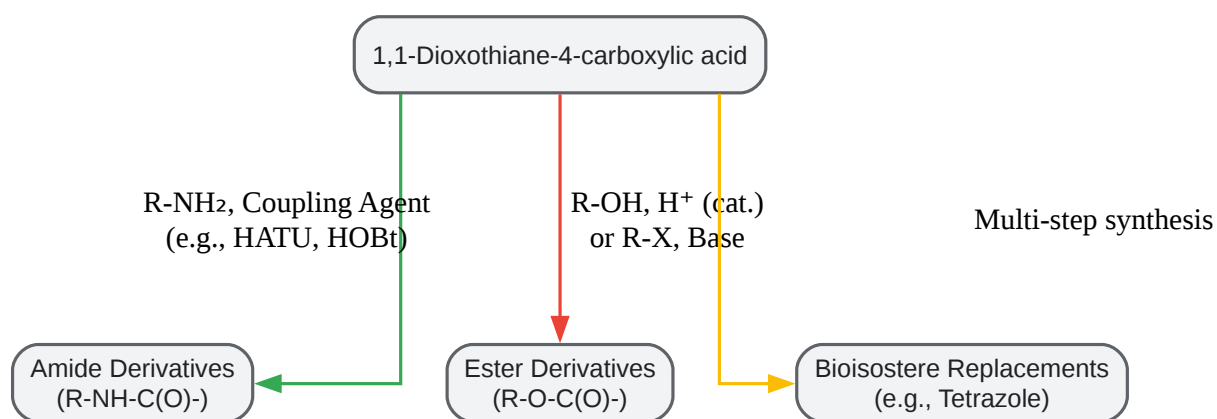 1,1-Dioxothiane-4-carboxylic acid
R-NH₂, Coupling Agent
(e.g., HATU, HOBt)
R-OH, H⁺ (cat.)
or R-X, Base
Multi-step synthesis
Amide Derivatives
(R-NH-C(O)-)
Ester Derivatives
(R-O-C(O)-)
Bioisostere Replacements
(e.g., Tetrazole)